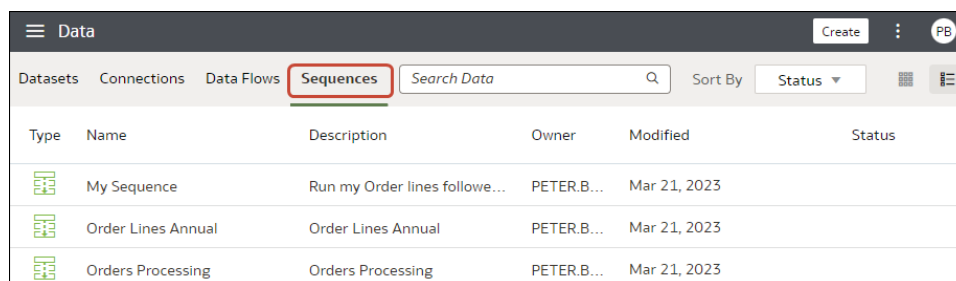 Data Create PB
Datasets Connections Data Flows Sequences Search Data Sort By Status
Type Name Description Owner Modified Status
My Sequence Run my Order lines followe... PETER.B... Mar 21, 2023
Order Lines Annual Order Lines Annual PETER.B... Mar 21, 2023
Orders Processing Orders Processing PETER.B... Mar 21, 2023